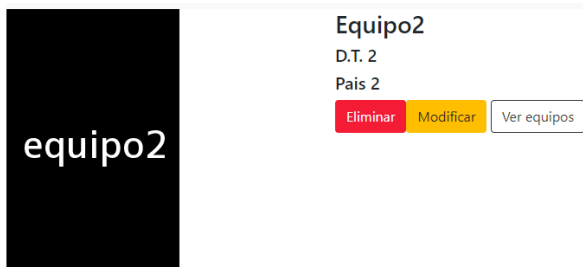 equipo2
Equipo2
D.T. 2
Pais 2
Eliminar Modificar Ver equipos